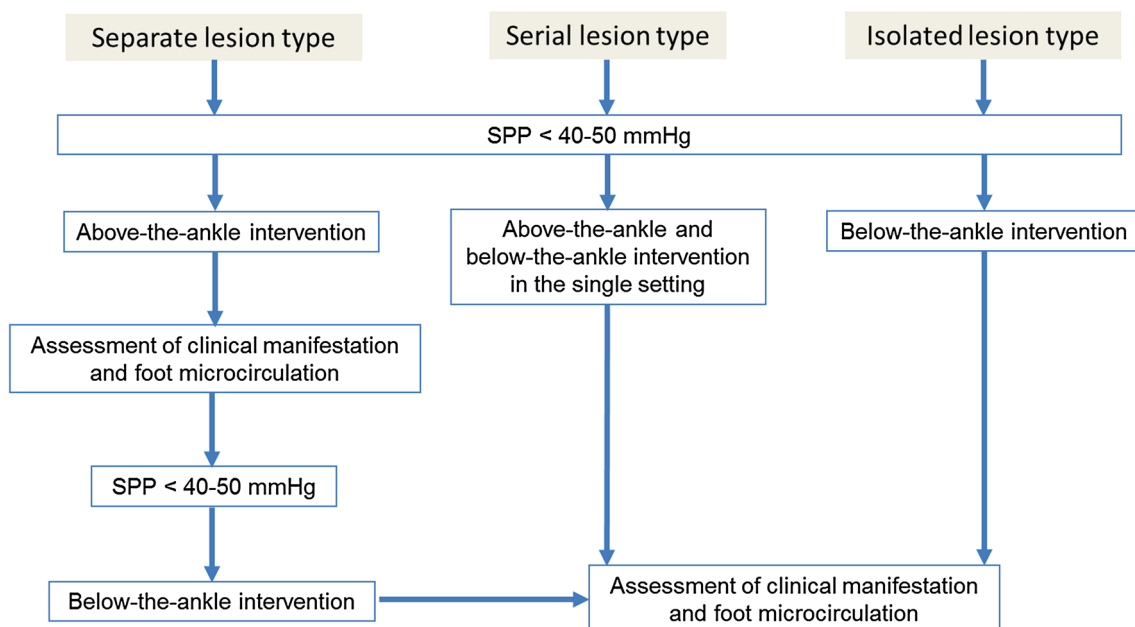 Separate lesion type
Serial lesion type
Isolated lesion type
SPP < 40-50 mmHg
Above-the-ankle intervention
Above-the-ankle and
below-the-ankle intervention
in the single setting
Below-the-ankle intervention
Assessment of clinical manifestation
and foot microcirculation
SPP < 40-50 mmHg
Below-the-ankle intervention
Assessment of clinical manifestation
and foot microcirculation